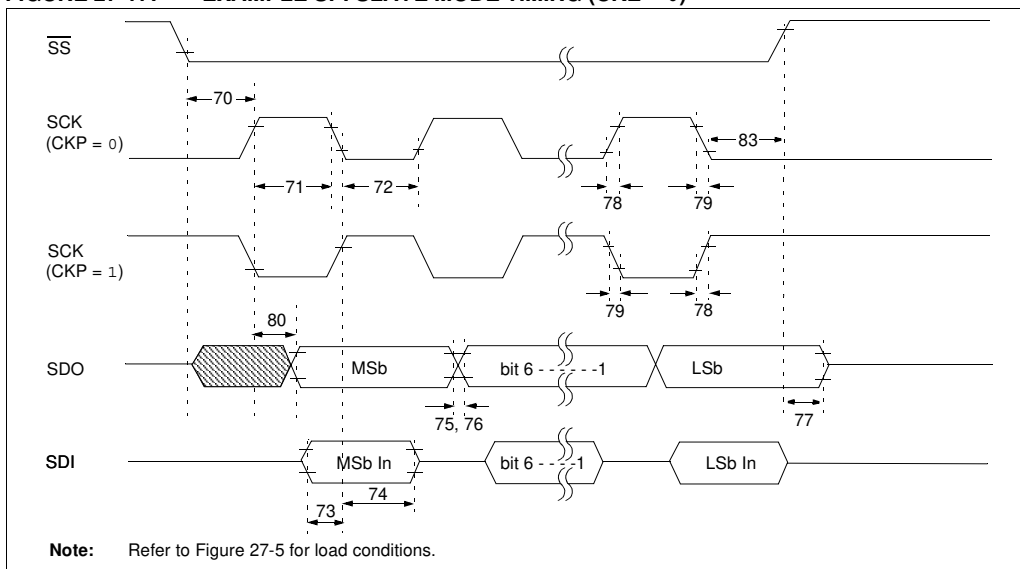 SS
70
SCK
(CKP = 0)
83
71
72
78
79
SCK
(CKP = 1)
79
78
80
SDO
MSb
bit 6 - - - - - -1
LSb
75, 76
77
SDI
MSb In
bit 6 - - - -1
LSb In
74
73
Note: Refer to Figure 27-5 for load conditions.